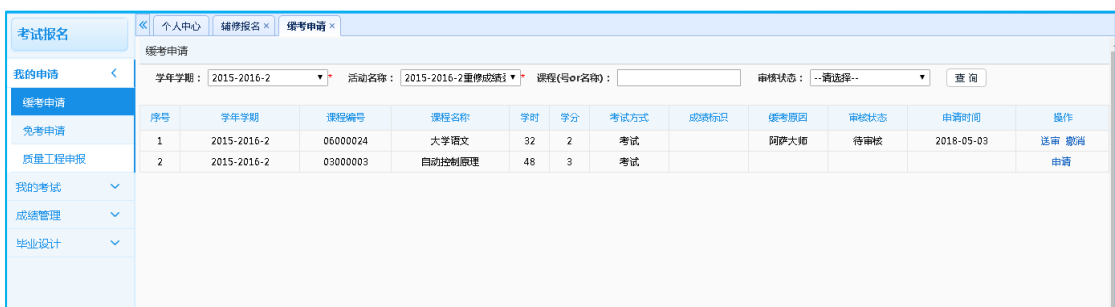 考试报名
我的申请
缓考申请
免考申请
质量工程申报
我的考试
成绩管理
毕业设计
个人中心 辅修报名 × 缓考申请 ×
缓考申请
学年学期： 2015-2016-2 * 活动名称： 2015-2016-2重修成绩 * 课程(号or名称)： 审核状态： --请选择-- 查 询
序号 学年学期 课程编号 课程名称 学时 学分 考试方式 成绩标识 缓考原因 审核状态 申请时间 操作
1 2015-2016-2 06000024 大学语文 32 2 考试 阿萨大师 待审核 2018-05-03 送审 撤消
2 2015-2016-2 03000003 自动控制原理 48 3 考试 申请